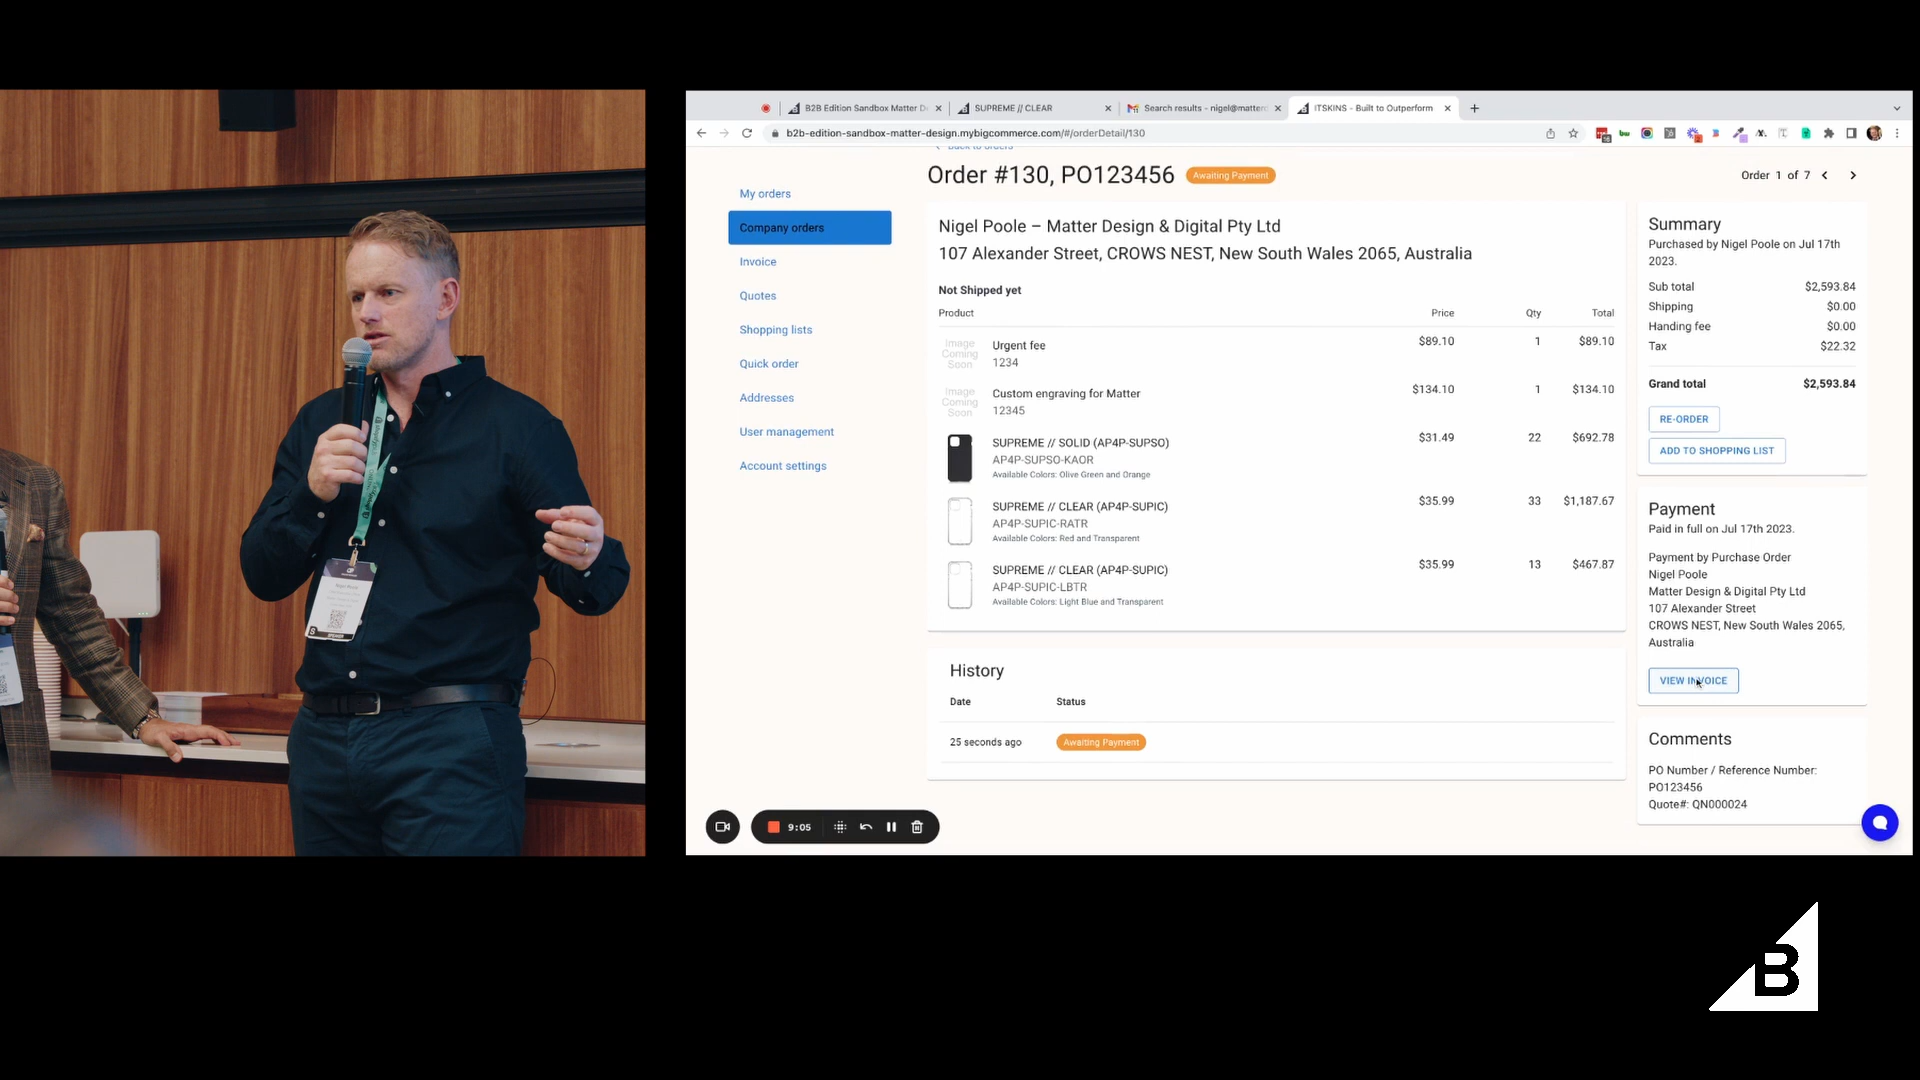 B2B Edition Sandbox Matter D
SUPREME // CLEAR
Search results - nigel@matter
ITSKINS - Built to Outperform
b2b-edition-sandbox-matter-design.mybigcommerce.com/#/orderDetail/130
Back to orders
Order #130, PO123456
Awaiting Payment
Order 1 of 7
My orders
Company orders
Invoice
Quotes
Shopping lists
Quick order
Addresses
User management
Account settings
Nigel Poole – Matter Design & Digital Pty Ltd
107 Alexander Street, CROWS NEST, New South Wales 2065, Australia
Not Shipped yet
Product Price Qty Total
Image
Coming
Soon
Urgent fee $89.10 1 $89.10
1234
Image
Coming
Soon
Custom engraving for Matter $134.10 1 $134.10
12345
SUPREME // SOLID (AP4P-SUPSO) $31.49 22 $692.78
AP4P-SUPSO-KAOR
Available Colors: Olive Green and Orange
SUPREME // CLEAR (AP4P-SUPIC) $35.99 33 $1,187.67
AP4P-SUPIC-RATR
Available Colors: Red and Transparent
SUPREME // CLEAR (AP4P-SUPIC) $35.99 13 $467.87
AP4P-SUPIC-LBTR
Available Colors: Light Blue and Transparent
History
Date Status
25 seconds ago Awaiting Payment
9:05
Summary
Purchased by Nigel Poole on Jul 17th
2023.
Sub total $2,593.84
Shipping $0.00
Handing fee $0.00
Tax $22.32
Grand total $2,593.84
RE-ORDER
ADD TO SHOPPING LIST
Payment
Paid in full on Jul 17th 2023.
Payment by Purchase Order
Nigel Poole
Matter Design & Digital Pty Ltd
107 Alexander Street
CROWS NEST, New South Wales 2065,
Australia
VIEW INVOICE
Comments
PO Number / Reference Number:
PO123456
Quote#: QN000024
B